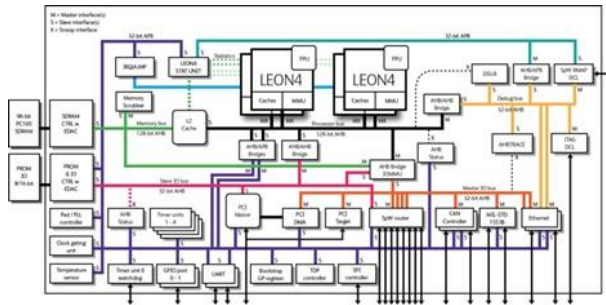 M = Master interface(s)
S = Slave interface(s)
X = Snoop interface
32-bit APB
32-bit APB
IRQ(A)MP
LEON4
STAT UNIT
Statistics
FPU
LEON4
Caches
MMU
FPU
LEON4
Caches
MMU
DSU4
AHB/APB
Bridge
SpW RMAP
DCL
Memory
Scrubber
96-bit
PC100
SDRAM
SDRAM
CTRL w
EDAC
L2
Cache
Memory bus
128-bit AHB
Processor bus
128-bit AHB
AHB/AHB
Bridge
Debug bus
32-bit AHB
PROM
IO
8/16-bit
PROM
& IO
CTRL w
EDAC
AHB/APB
Bridges
AHB/AHB
Bridge
AHB Bridge
IOMMU
AHB
Status
AHBTRACE
JTAG
DCL
Slave IO bus
32-bit AHB
Master IO bus
32-bit AHB
Pad / PLL
controller
AHB
Status
Timer units
1 - 4
PCI
Master
PCI
DMA
PCI
Target
SpW router
CAN
Controller
MIL-STD
1553B
Ethernet
Clock gating
unit
Temperature
sensor
Timer unit 0
watchdog
GPIO port
0 - 1
UART
Bootstrap
GP register
TDP
controller
SPI
controller